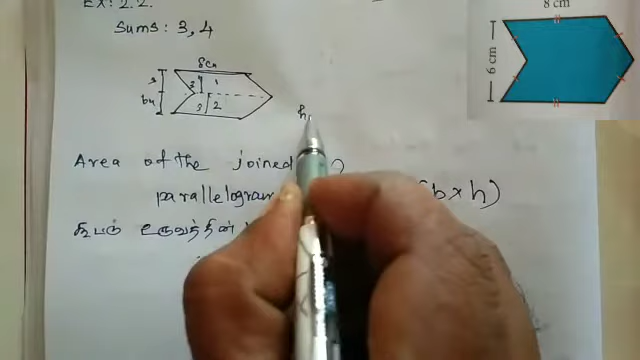 Ex: 2.2.
Sums: 3, 4
8cm
3 1
3 2
8 cm
6 cm
h
Area of the joined
parallelogram (b x h)